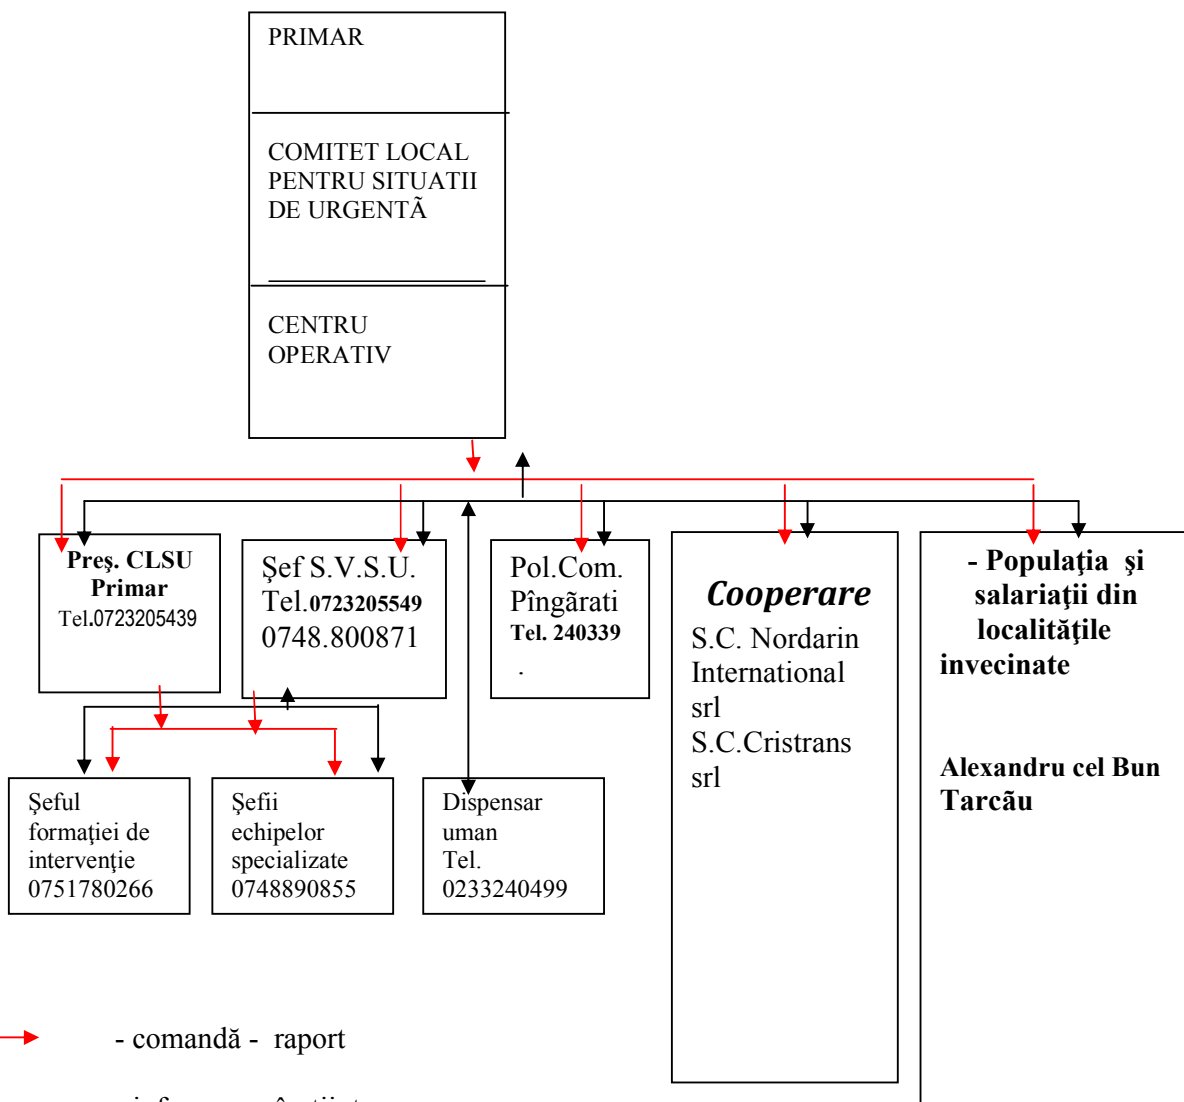 PRIMAR
COMITET LOCAL
PENTRU SITUATII
DE URGENTÃ
CENTRU
OPERATIV
Preş. CLSU
Primar
Tel.0723205439
Şef S.V.S.U.
Tel.0723205549
0748.800871
Pol.Com.
Pîngãrati
Tel. 240339
.
Cooperare
S.C. Nordarin
International
srl
S.C.Cristrans
srl
- Populaţia şi
salariaţii din
localităţile
invecinate
Alexandru cel Bun
Tarcãu
Şeful
formaţiei de
intervenţie
0751780266
Şefii
echipelor
specializate
0748890855
Dispensar
uman
Tel.
0233240499
- comandă - raport